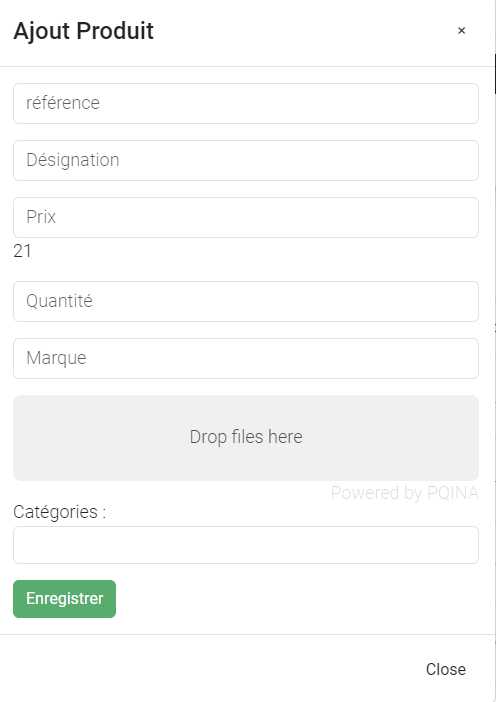 Ajout Produit ×
référence
Désignation
Prix
21
Quantité
Marque
Drop files here
Powered by PQINA
Catégories :
Enregistrer
Close